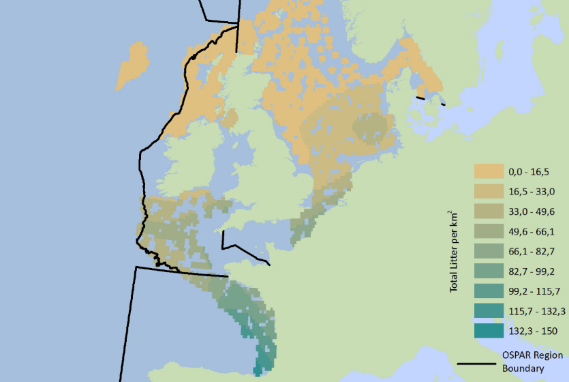 Total Litter per km²
0,0 - 16,5
16,5 - 33,0
33,0 - 49,6
49,6 - 66,1
66,1 - 82,7
82,7 - 99,2
99,2 - 115,7
115,7 - 132,3
132,3 - 150
OSPAR Region
Boundary